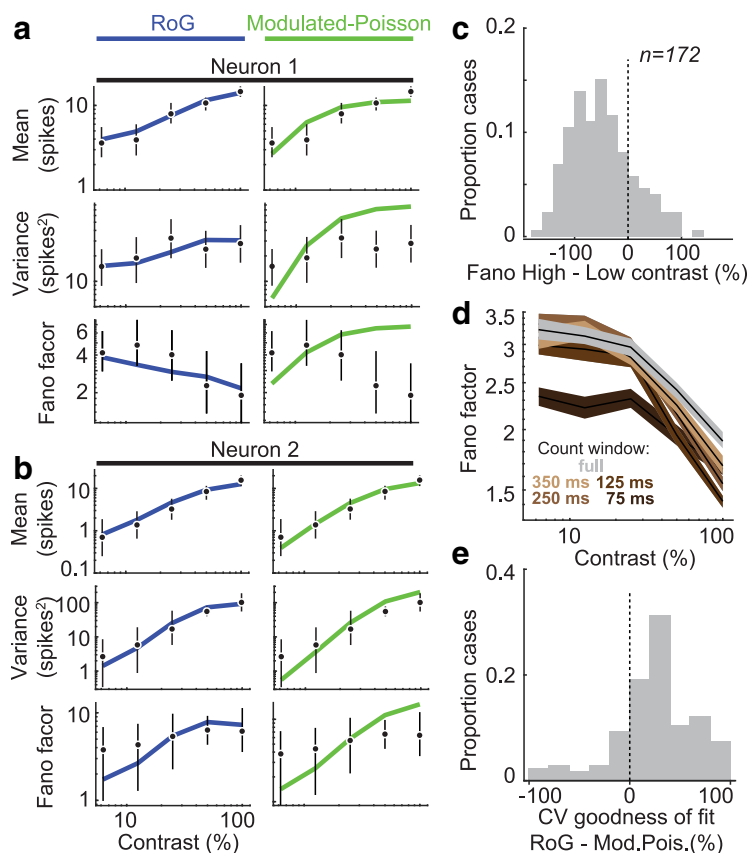 a
RoG
Modulated-Poisson
Neuron 1
Mean
(spikes)
10
1
Variance
(spikes²)
10
Fano facor
6
4
2
b
Neuron 2
Mean
(spikes)
10
1
0.1
Variance
(spikes²)
100
10
1
Fano facor
10
1
10
100
10
100
Contrast (%)
c
n=172
Proportion cases
0.2
0.1
0
-100
0
100
Fano High - Low contrast (%)
d
Fano factor
3.5
3
2.5
2
1.5
Count window:
full
350 ms 125 ms
250 ms 75 ms
10
100
Contrast (%)
e
Proportion cases
0.4
0.2
0
-100
0
100
CV goodness of fit
RoG - Mod.Pois.(%)